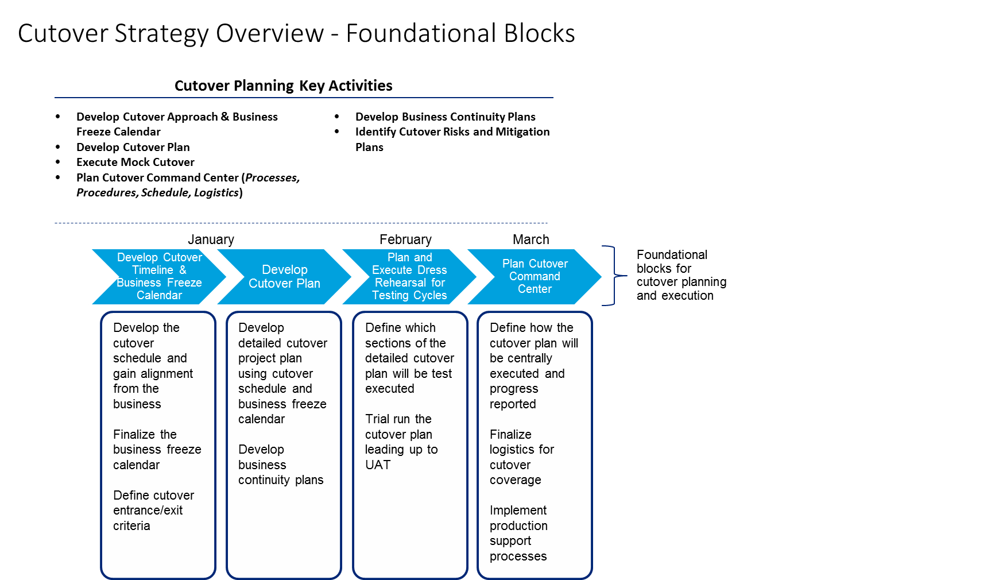 Cutover Strategy Overview - Foundational Blocks
Cutover Planning Key Activities
• Develop Cutover Approach & Business
Freeze Calendar
• Develop Cutover Plan
• Execute Mock Cutover
• Plan Cutover Command Center (Processes,
Procedures, Schedule, Logistics)
• Develop Business Continuity Plans
• Identify Cutover Risks and Mitigation
Plans
January
February
March
Develop Cutover
Timeline &
Business Freeze
Calendar
Develop
Cutover Plan
Plan and
Execute Dress
Rehearsal for
Testing Cycles
Plan Cutover
Command
Center
Foundational
blocks for
cutover planning
and execution
Develop the
cutover
schedule and
gain alignment
from the
business
Finalize the
business freeze
calendar
Define cutover
entrance/exit
criteria
Develop
detailed cutover
project plan
using cutover
schedule and
business freeze
calendar
Develop
business
continuity plans
Define which
sections of the
detailed cutover
plan will be test
executed
Trial run the
cutover plan
leading up to
UAT
Define how the
cutover plan will
be centrally
executed and
progress
reported
Finalize
logistics for
cutover
coverage
Implement
production
support
processes